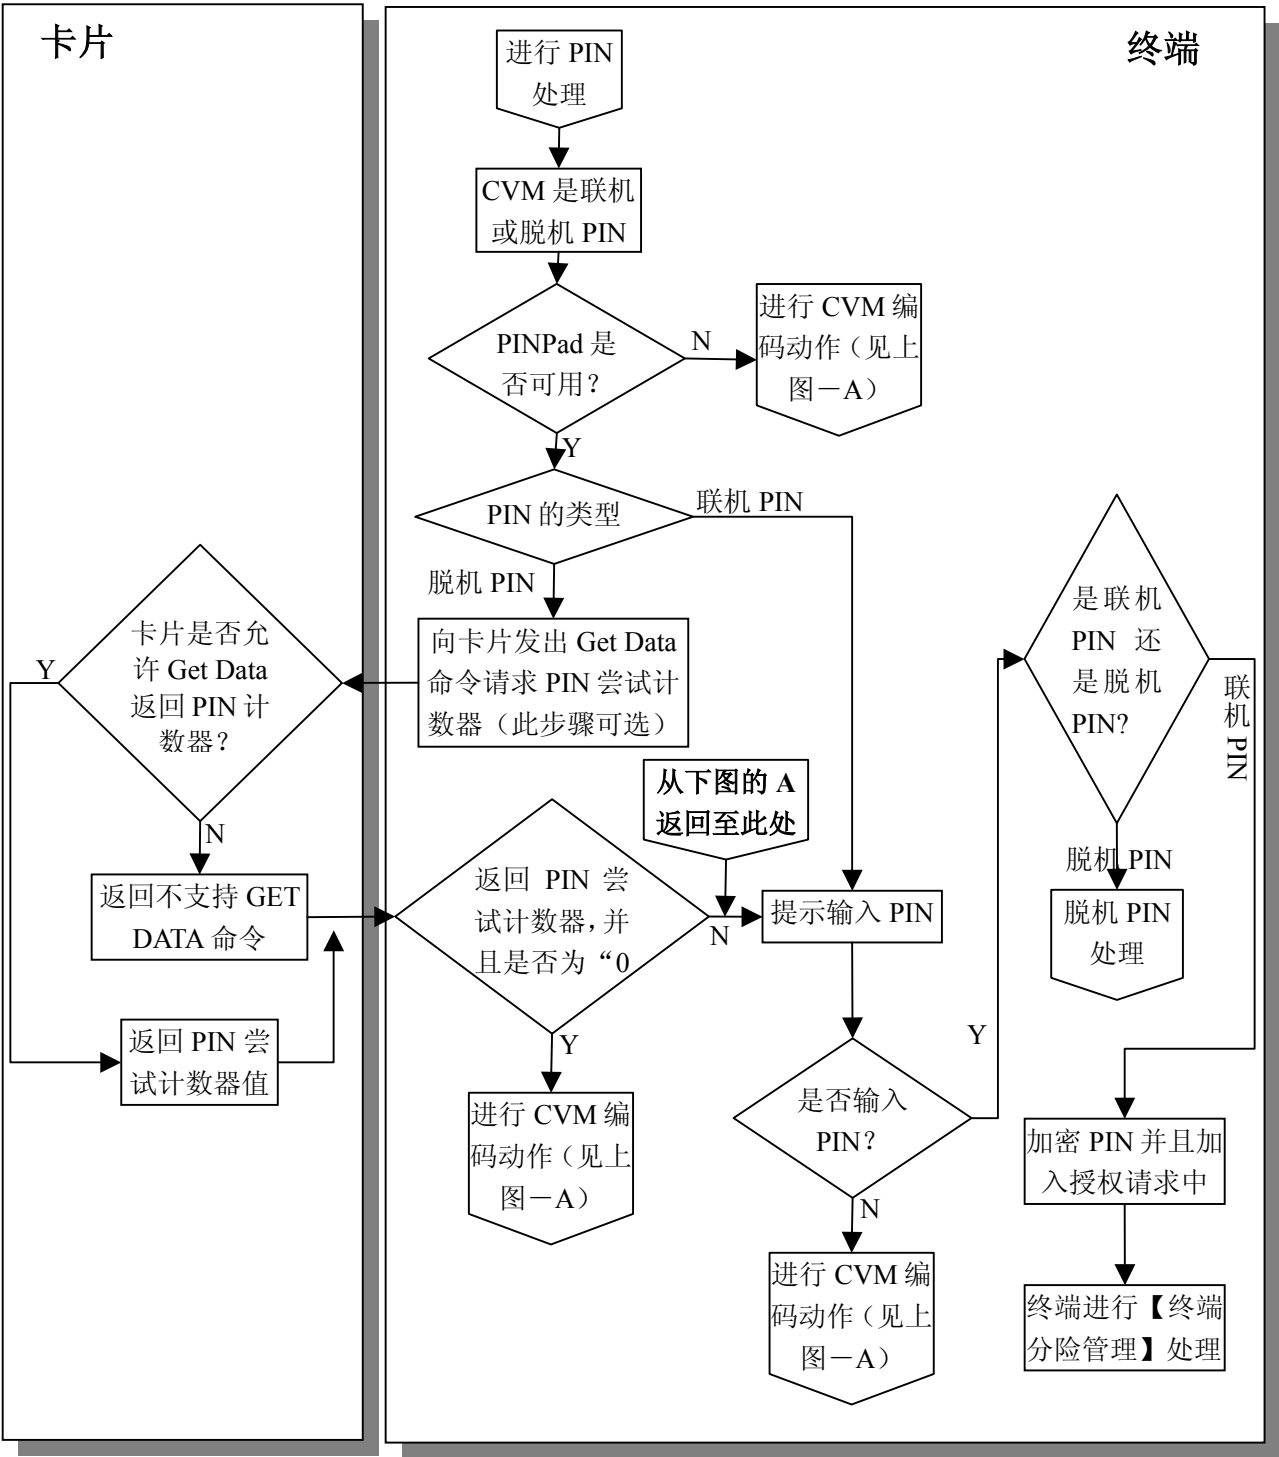 卡片
终端
进行 PIN
处理
CVM 是联机
或脱机 PIN
PINPad 是
否可用？
N
进行 CVM 编
码动作（见上
图－A）
Y
PIN 的类型
联机 PIN
脱机 PIN
向卡片发出 Get Data
命令请求 PIN 尝试计
数器（此步骤可选）
卡片是否允
许 Get Data
返回 PIN 计
数器？
Y
N
返回不支持 GET
DATA 命令
返回 PIN 尝
试计数器值
从下图的 A
返回至此处
返回 PIN 尝
试计数器，并
且是否为“0
N
Y
进行 CVM 编
码动作（见上
图－A）
提示输入 PIN
是否输入
PIN？
Y
N
进行 CVM 编
码动作（见上
图－A）
是联机
PIN 还
是脱机
PIN?
联机 PIN
脱机 PIN
脱机 PIN
处理
加密 PIN 并且加
入授权请求中
终端进行【终端
分险管理】处理